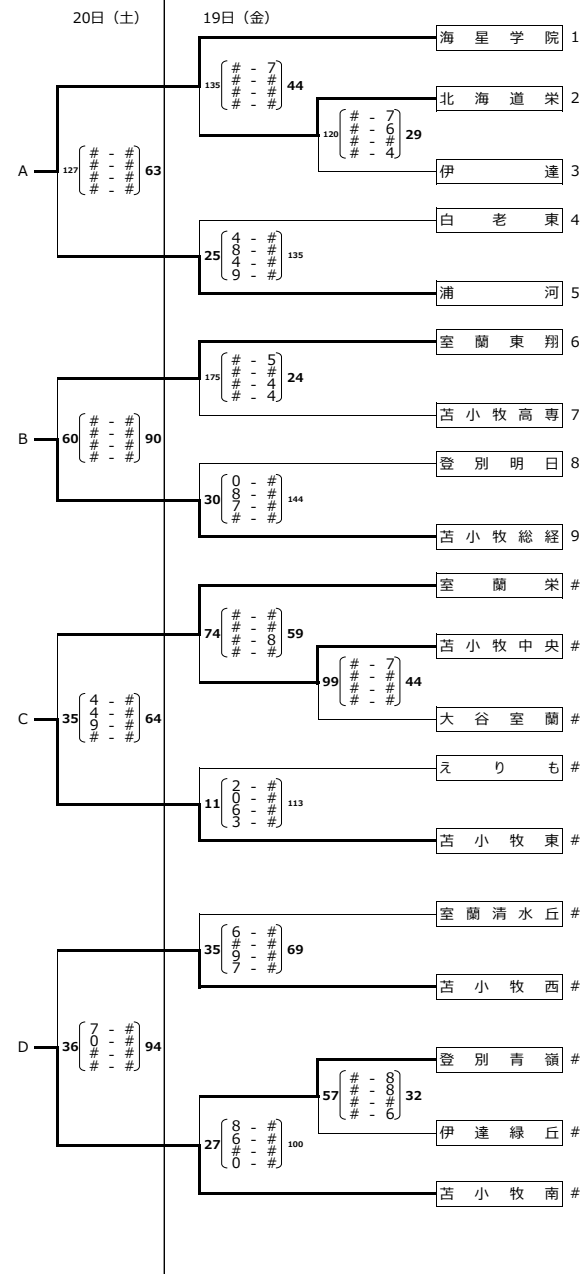 20日（土） 19日（金）
海星学院 1
135 # - 7 44
# - #
# - #
# - #
北海道栄 2
120 # - 7 29
# - 6
# - #
# - 4
A 127 # - # 63
# - #
# - #
# - #
伊達 3
白老東 4
25 4 - # 135
8 - #
4 - #
9 - #
浦河 5
室蘭東翔 6
175 # - 5 24
# - #
# - 4
# - 4
苫小牧高専 7
B 60 # - # 90
# - #
# - #
# - #
登別明日 8
30 0 - # 144
8 - #
7 - #
# - #
苫小牧総経 9
室蘭栄 #
74 # - # 59
# - #
# - 8
# - #
苫小牧中央 #
99 # - 7 44
# - #
# - #
# - #
大谷室蘭 #
C 35 4 - # 64
4 - #
9 - #
# - #
えりも #
11 2 - # 113
0 - #
6 - #
3 - #
苫小牧東 #
室蘭清水丘 #
35 6 - # 69
# - #
9 - #
7 - #
苫小牧西 #
D 36 7 - # 94
0 - #
# - #
# - #
登別青嶺 #
57 # - 8 32
# - 8
# - #
# - 6
伊達緑丘 #
27 8 - # 100
6 - #
# - #
0 - #
苫小牧南 #